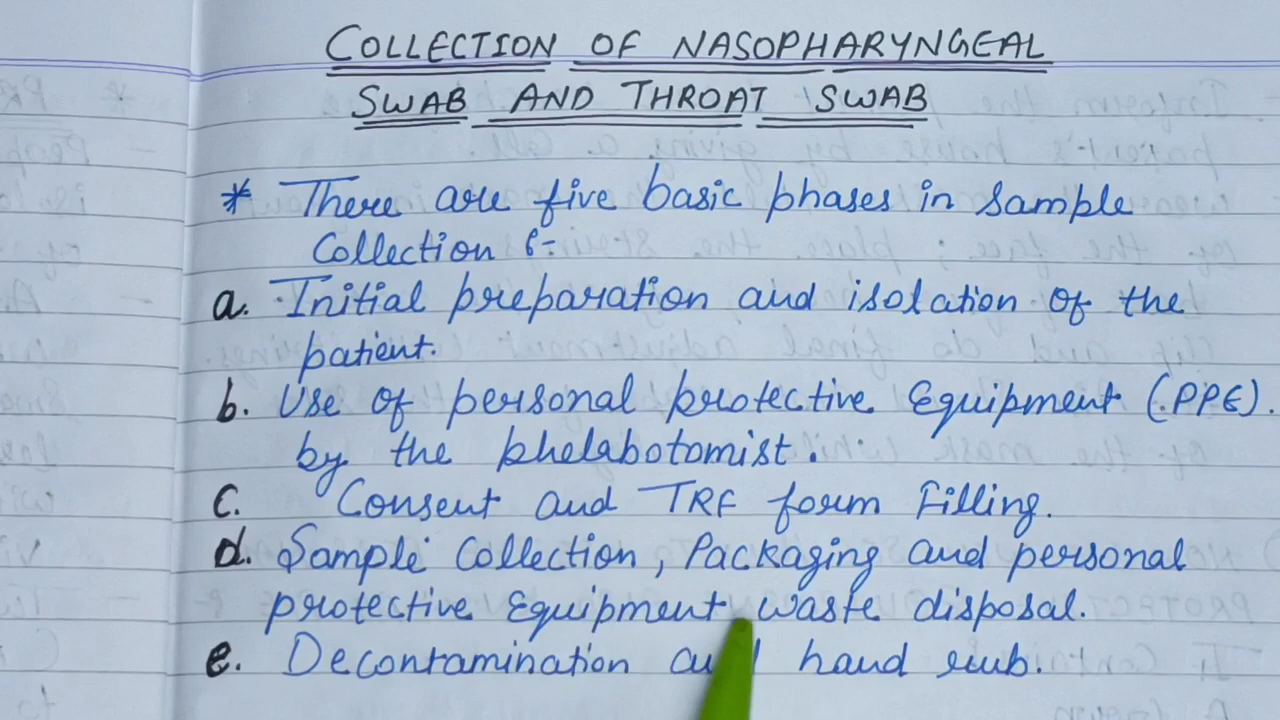 COLLECTION OF NASOPHARYNGEAL
SWAB AND THROAT SWAB
* There are five basic phases in Sample
Collection :-
a. Initial preparation and isolation of the
patient.
b. Use of personal protective Equipment (PPE).
by the phelabotomist.
c. Consent and TRF form Filling.
d. Sample Collection, Packaging and personal
protective Equipment waste disposal.
e. Decontamination and hand rub.